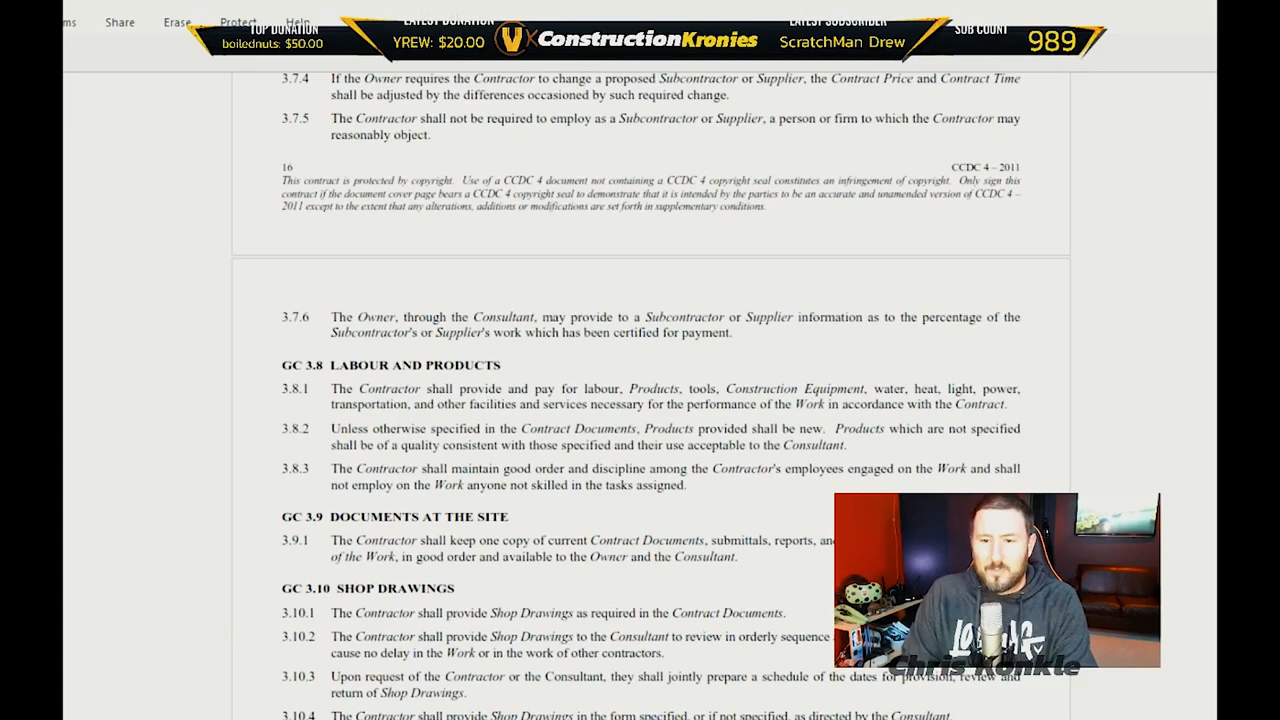 ms Share Erase Protect Help
TOP DONATION
boilednuts: $50.00
LATEST DONATION
YREW: $20.00
ConstructionKronies
LATEST SUBSCRIBER
ScratchMan Drew
SUB COUNT
989
3.7.4 If the Owner requires the Contractor to change a proposed Subcontractor or Supplier, the Contract Price and Contract Time
shall be adjusted by the differences occasioned by such required change.
3.7.5 The Contractor shall not be required to employ as a Subcontractor or Supplier, a person or firm to which the Contractor may
reasonably object.
16 CCDC 4 – 2011
This contract is protected by copyright. Use of a CCDC 4 document not containing a CCDC 4 copyright seal constitutes an infringement of copyright. Only sign this
contract if the document cover page bears a CCDC 4 copyright seal to demonstrate that it is intended by the parties to be an accurate and unamended version of CCDC 4 –
2011 except to the extent that any alterations, additions or modifications are set forth in supplementary conditions.
3.7.6 The Owner, through the Consultant, may provide to a Subcontractor or Supplier information as to the percentage of the
Subcontractor's or Supplier's work which has been certified for payment.
GC 3.8 LABOUR AND PRODUCTS
3.8.1 The Contractor shall provide and pay for labour, Products, tools, Construction Equipment, water, heat, light, power,
transportation, and other facilities and services necessary for the performance of the Work in accordance with the Contract.
3.8.2 Unless otherwise specified in the Contract Documents, Products provided shall be new. Products which are not specified
shall be of a quality consistent with those specified and their use acceptable to the Consultant.
3.8.3 The Contractor shall maintain good order and discipline among the Contractor's employees engaged on the Work and shall
not employ on the Work anyone not skilled in the tasks assigned.
GC 3.9 DOCUMENTS AT THE SITE
3.9.1 The Contractor shall keep one copy of current Contract Documents, submittals, reports, and
of the Work, in good order and available to the Owner and the Consultant.
GC 3.10 SHOP DRAWINGS
3.10.1 The Contractor shall provide Shop Drawings as required in the Contract Documents.
3.10.2 The Contractor shall provide Shop Drawings to the Consultant to review in orderly sequence
cause no delay in the Work or in the work of other contractors.
3.10.3 Upon request of the Contractor or the Consultant, they shall jointly prepare a schedule of the dates for provision, review and
return of Shop Drawings.
Chris Konkle
3.10.4 The Contractor shall provide Shop Drawings in the form specified, or if not specified, as directed by the Consultant.